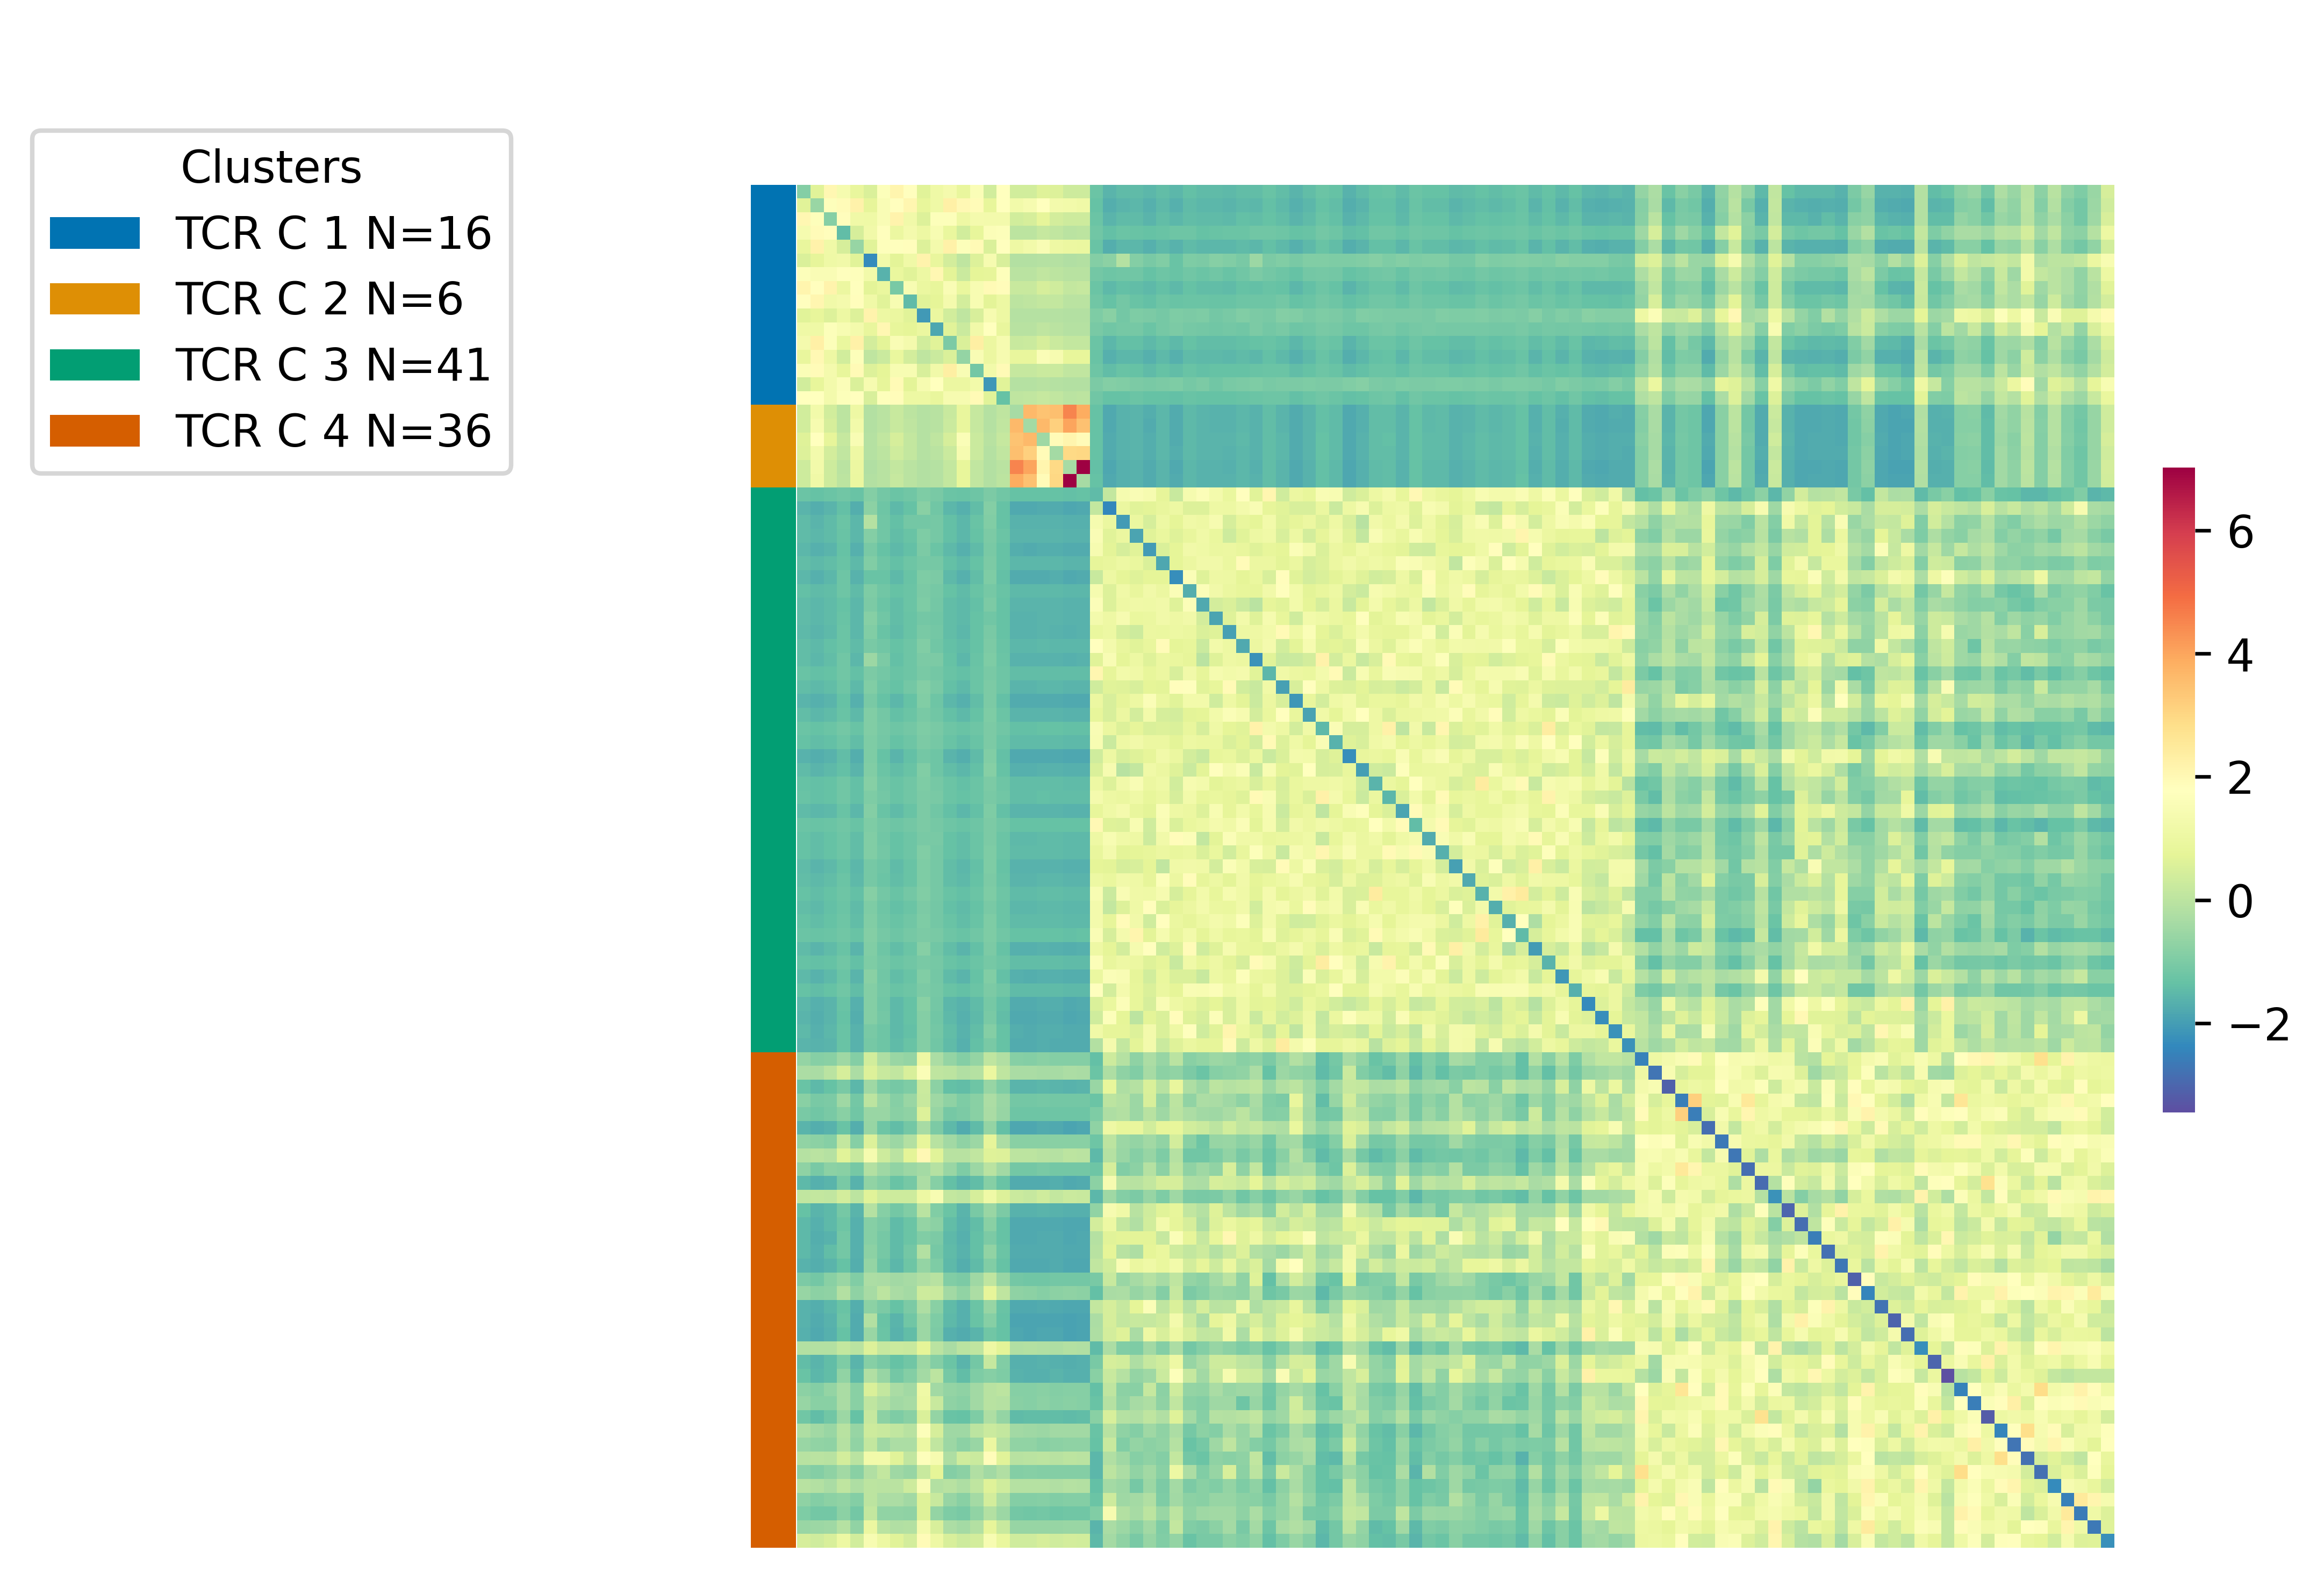 Clusters
TCR C 1 N=16
TCR C 2 N=6
TCR C 3 N=41
TCR C 4 N=36
6
4
2
0
−2